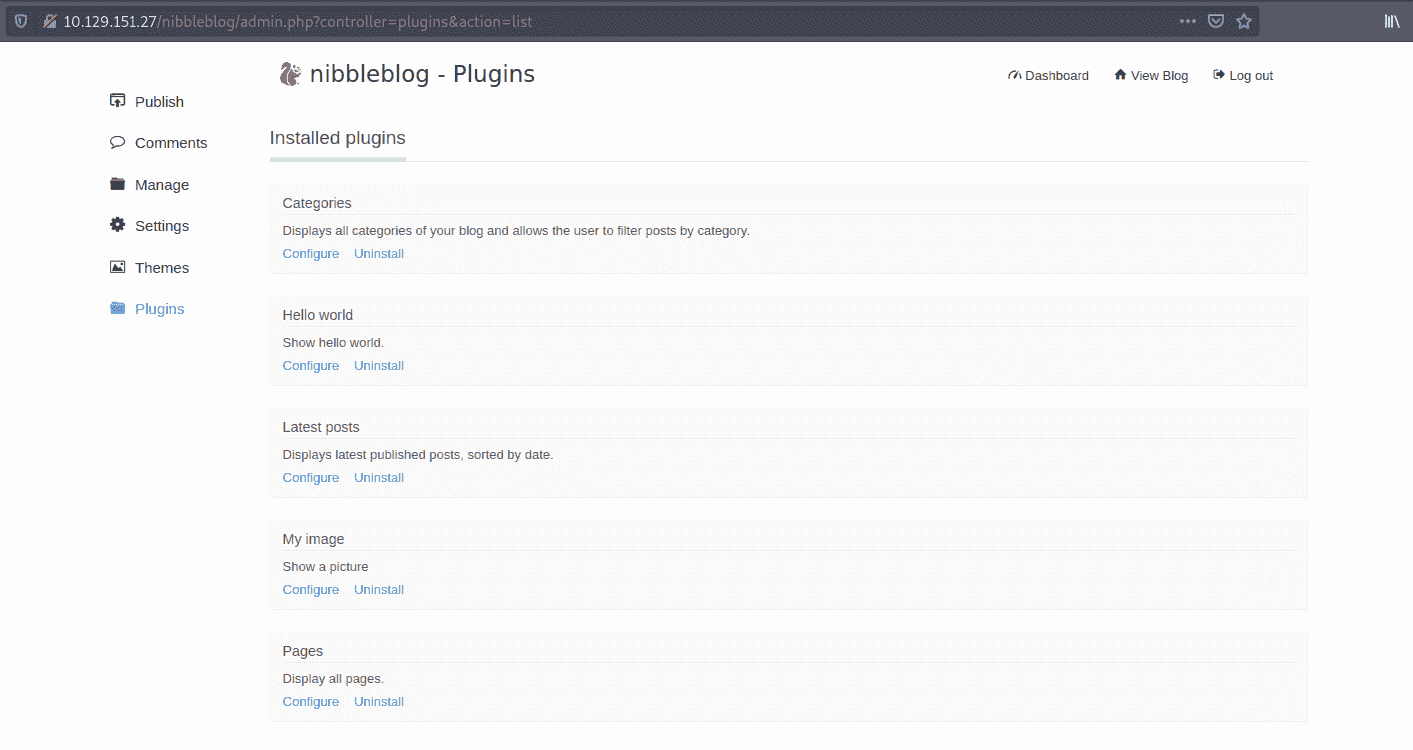 10.129.151.27/nibbleblog/admin.php?controller=plugins&action=list
nibbleblog - Plugins
Dashboard View Blog Log out
Publish
Comments
Manage
Settings
Themes
Plugins
Installed plugins
Categories
Displays all categories of your blog and allows the user to filter posts by category.
Configure Uninstall
Hello world
Show hello world.
Configure Uninstall
Latest posts
Displays latest published posts, sorted by date.
Configure Uninstall
My image
Show a picture
Configure Uninstall
Pages
Display all pages.
Configure Uninstall